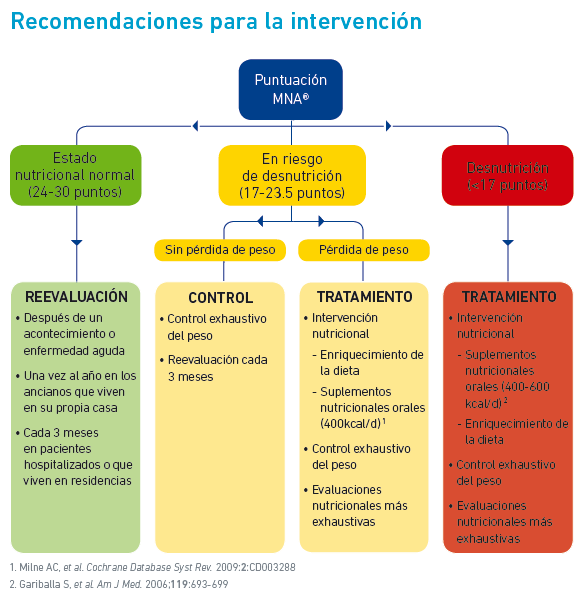 Recomendaciones para la intervención
Puntuación
MNA®
Estado
nutricional normal
(24-30 puntos)
En riesgo
de desnutrición
(17-23.5 puntos)
Desnutrición
(<17 puntos)
Sin pérdida de peso
Pérdida de peso
REEVALUACIÓN
• Después de un
acontecimiento o
enfermedad aguda
• Una vez al año en los
ancianos que viven
en su propia casa
• Cada 3 meses
en pacientes
hospitalizados o que
viven en residencias
CONTROL
• Control exhaustivo
del peso
• Reevaluación cada
3 meses
TRATAMIENTO
• Intervención
nutricional
- Enriquecimiento de
la dieta
- Suplementos
nutricionales orales
(400kcal/d)¹
• Control exhaustivo
del peso
• Evaluaciones
nutricionales más
exhaustivas
TRATAMIENTO
• Intervención
nutricional
- Suplementos
nutricionales
orales (400-600
kcal/d)²
- Enriquecimiento de
la dieta
• Control exhaustivo
del peso
• Evaluaciones
nutricionales más
exhaustivas
1. Milne AC, et al. Cochrane Database Syst Rev. 2009:2:CD003288
2. Gariballa S, et al. Am J Med. 2006;119:693-699